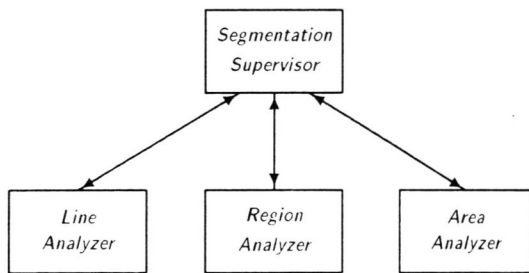 Segmentation
Supervisor
Line
Analyzer
Region
Analyzer
Area
Analyzer